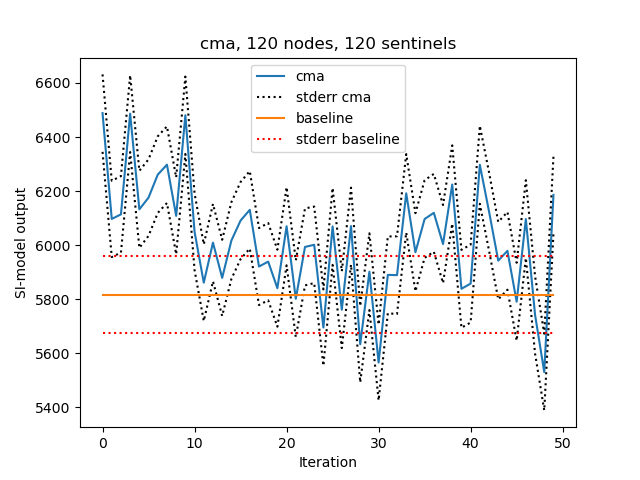 cma, 120 nodes, 120 sentinels
cma
stderr cma
baseline
stderr baseline
SI-model output
6600
6400
6200
6000
5800
5600
5400
0 10 20 30 40 50
Iteration